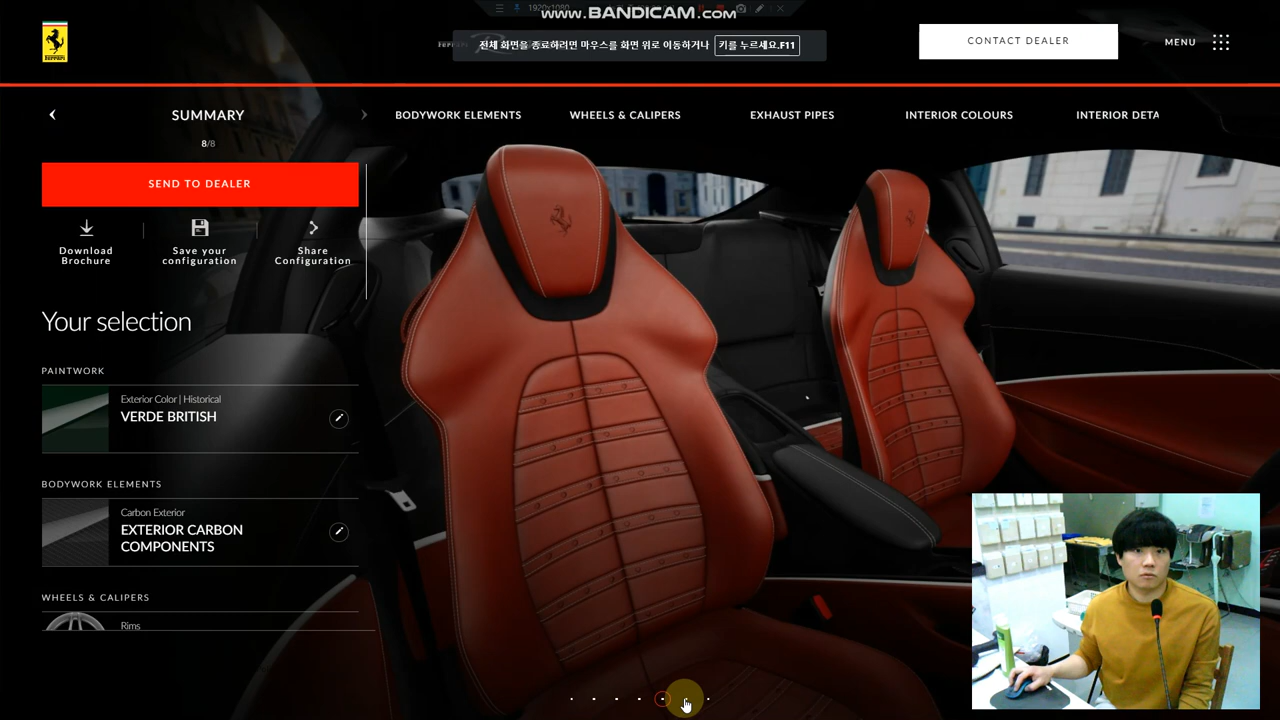 1920x1080
www.BANDICAM.com
Ferrari
전체 화면을 종료하려면 마우스를 화면 위로 이동하거나 키를 누르세요.F11
CONTACT DEALER
MENU
SUMMARY
8/8
BODYWORK ELEMENTS
WHEELS & CALIPERS
EXHAUST PIPES
INTERIOR COLOURS
INTERIOR DETA
SEND TO DEALER
Download
Brochure
Save your
configuration
Share
Configuration
Your selection
PAINTWORK
Exterior Color | Historical
VERDE BRITISH
BODYWORK ELEMENTS
Carbon Exterior
EXTERIOR CARBON
COMPONENTS
WHEELS & CALIPERS
Rims